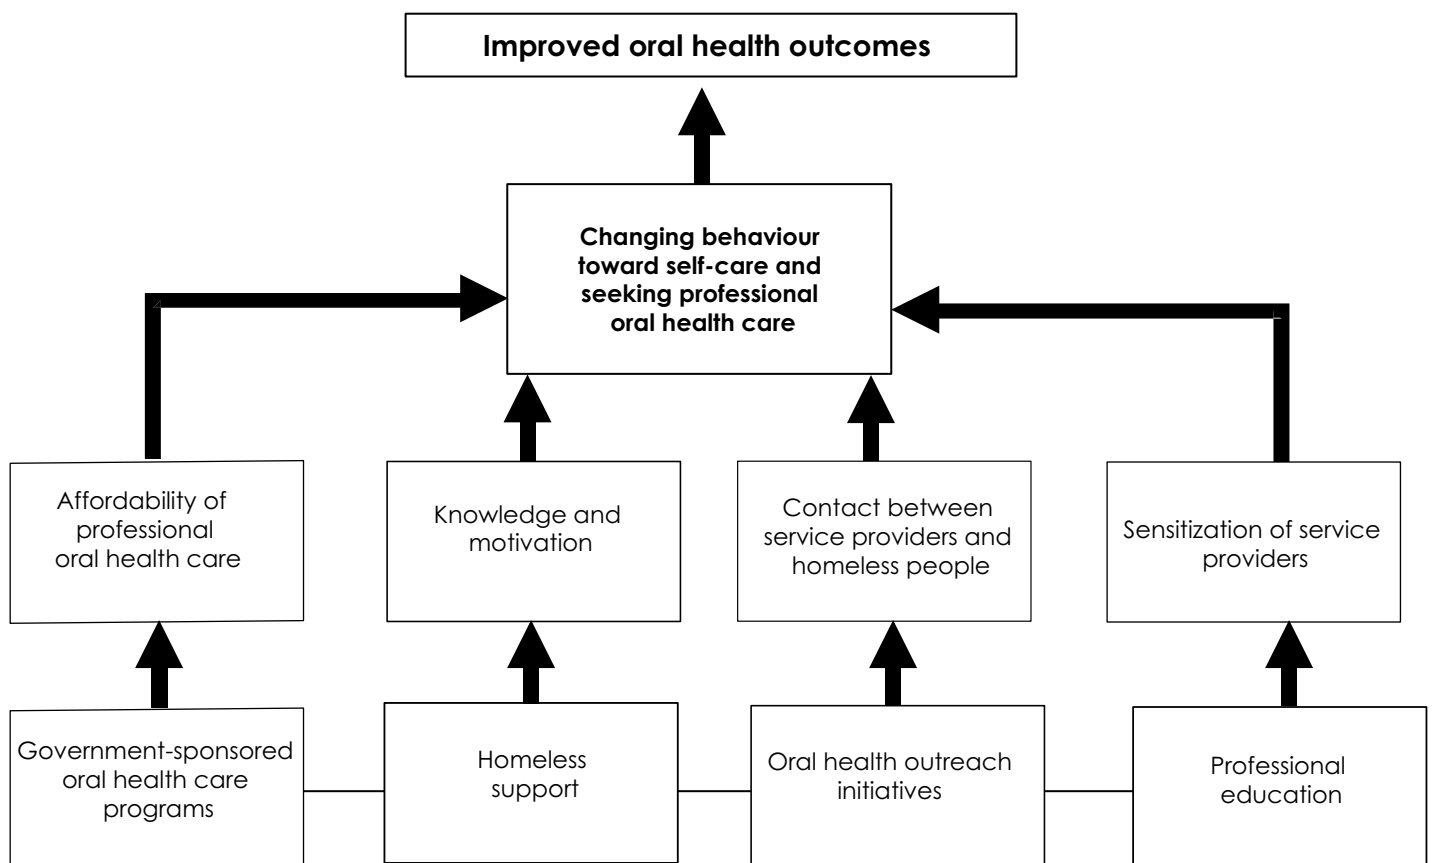 Improved oral health outcomes
Changing behaviour
toward self-care and
seeking professional
oral health care
Affordability of
professional
oral health care
Knowledge and
motivation
Contact between
service providers and
homeless people
Sensitization of service
providers
Government-sponsored
oral health care
programs
Homeless
support
Oral health outreach
initiatives
Professional
education